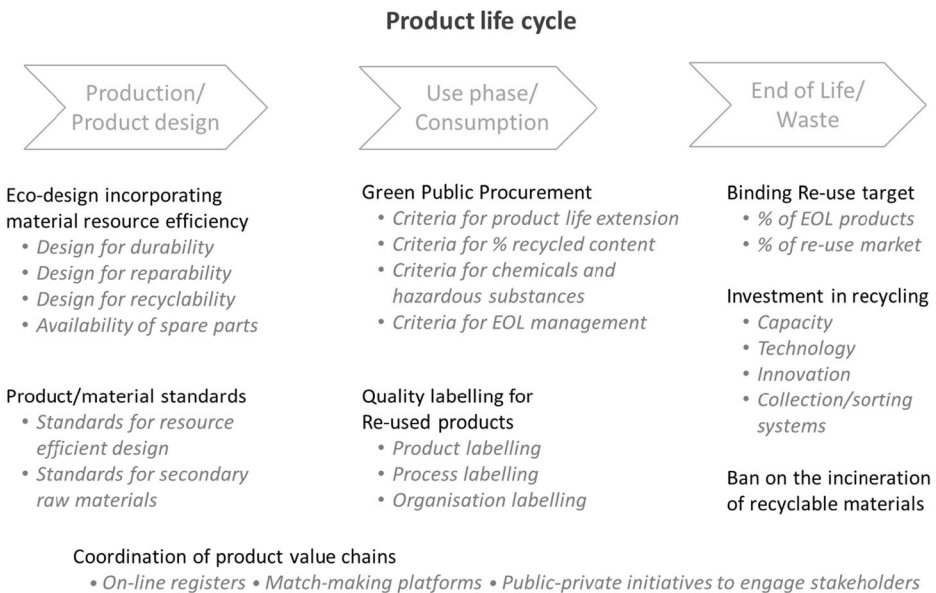 Product life cycle
Production/
Product design
Use phase/
Consumption
End of Life/
Waste
Eco-design incorporating
material resource efficiency
• Design for durability
• Design for reparability
• Design for recyclability
• Availability of spare parts
Product/material standards
• Standards for resource
efficient design
• Standards for secondary
raw materials
Green Public Procurement
• Criteria for product life extension
• Criteria for % recycled content
• Criteria for chemicals and
hazardous substances
• Criteria for EOL management
Quality labelling for
Re-used products
• Product labelling
• Process labelling
• Organisation labelling
Binding Re-use target
• % of EOL products
• % of re-use market
Investment in recycling
• Capacity
• Technology
• Innovation
• Collection/sorting
systems
Ban on the incineration
of recyclable materials
Coordination of product value chains
• On-line registers • Match-making platforms • Public-private initiatives to engage stakeholders